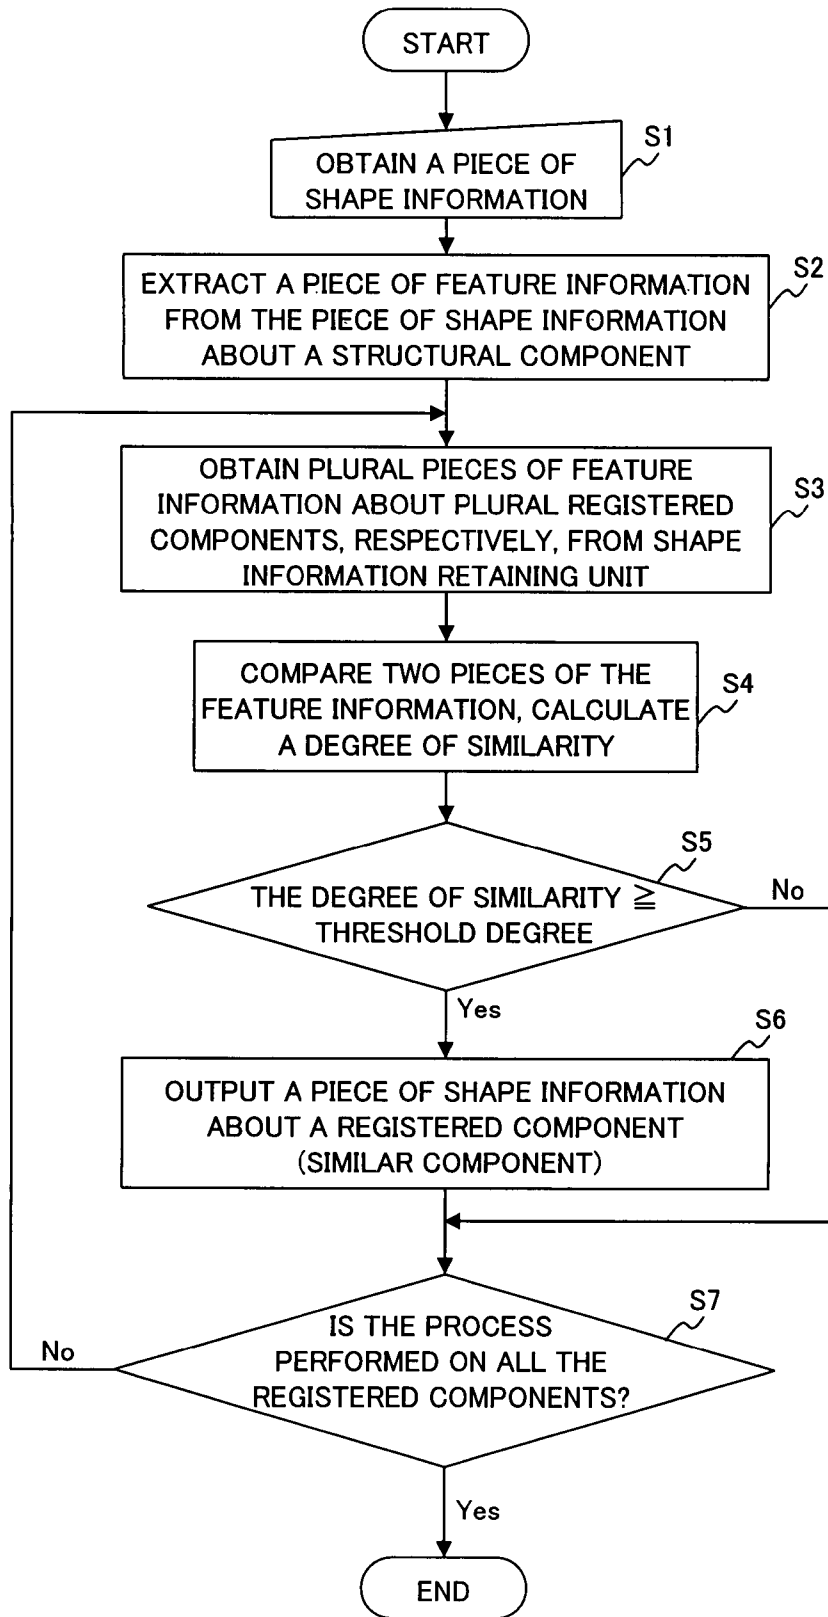 START
S1
OBTAIN A PIECE OF
SHAPE INFORMATION
S2
EXTRACT A PIECE OF FEATURE INFORMATION
FROM THE PIECE OF SHAPE INFORMATION
ABOUT A STRUCTURAL COMPONENT
S3
OBTAIN PLURAL PIECES OF FEATURE
INFORMATION ABOUT PLURAL REGISTERED
COMPONENTS, RESPECTIVELY, FROM SHAPE
INFORMATION RETAINING UNIT
S4
COMPARE TWO PIECES OF THE
FEATURE INFORMATION, CALCULATE
A DEGREE OF SIMILARITY
S5
THE DEGREE OF SIMILARITY ≧
THRESHOLD DEGREE
No
Yes
S6
OUTPUT A PIECE OF SHAPE INFORMATION
ABOUT A REGISTERED COMPONENT
(SIMILAR COMPONENT)
S7
IS THE PROCESS
PERFORMED ON ALL THE
REGISTERED COMPONENTS?
No
Yes
END